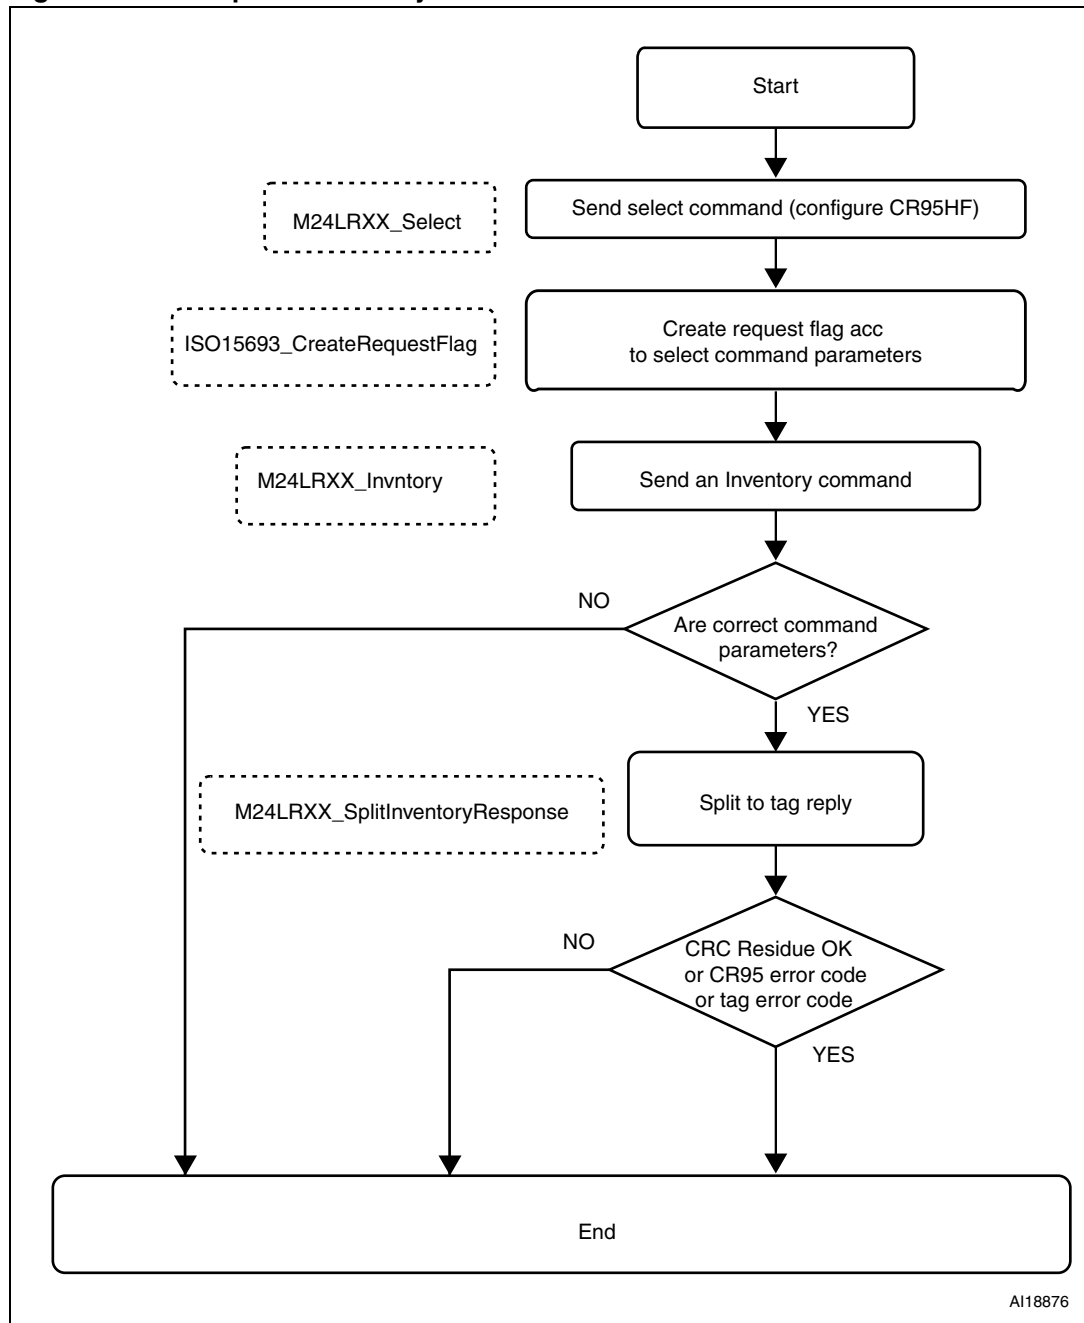 Start
M24LRXX_Select
Send select command (configure CR95HF)
ISO15693_CreateRequestFlag
Create request flag acc
to select command parameters
M24LRXX_Invntory
Send an Inventory command
NO
Are correct command
parameters?
YES
M24LRXX_SplitInventoryResponse
Split to tag reply
NO
CRC Residue OK
or CR95 error code
or tag error code
YES
End
AI18876